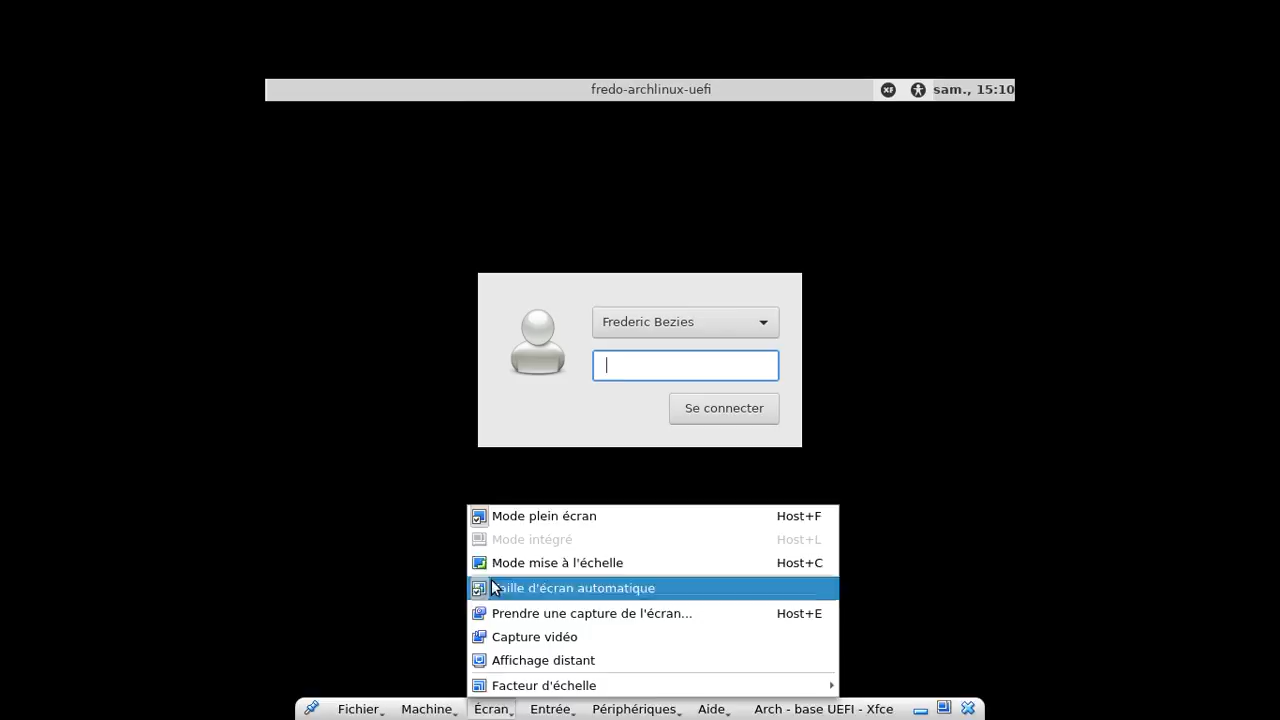 fredo-archlinux-uefi
sam., 15:10
Frederic Bezies
Se connecter
Mode plein écran Host+F
Mode intégré Host+L
Mode mise à l'échelle Host+C
Taille d'écran automatique
Prendre une capture de l'écran... Host+E
Capture vidéo
Affichage distant
Facteur d'échelle
Fichier Machine Écran Entrée Périphériques Aide Arch - base UEFI - Xfce